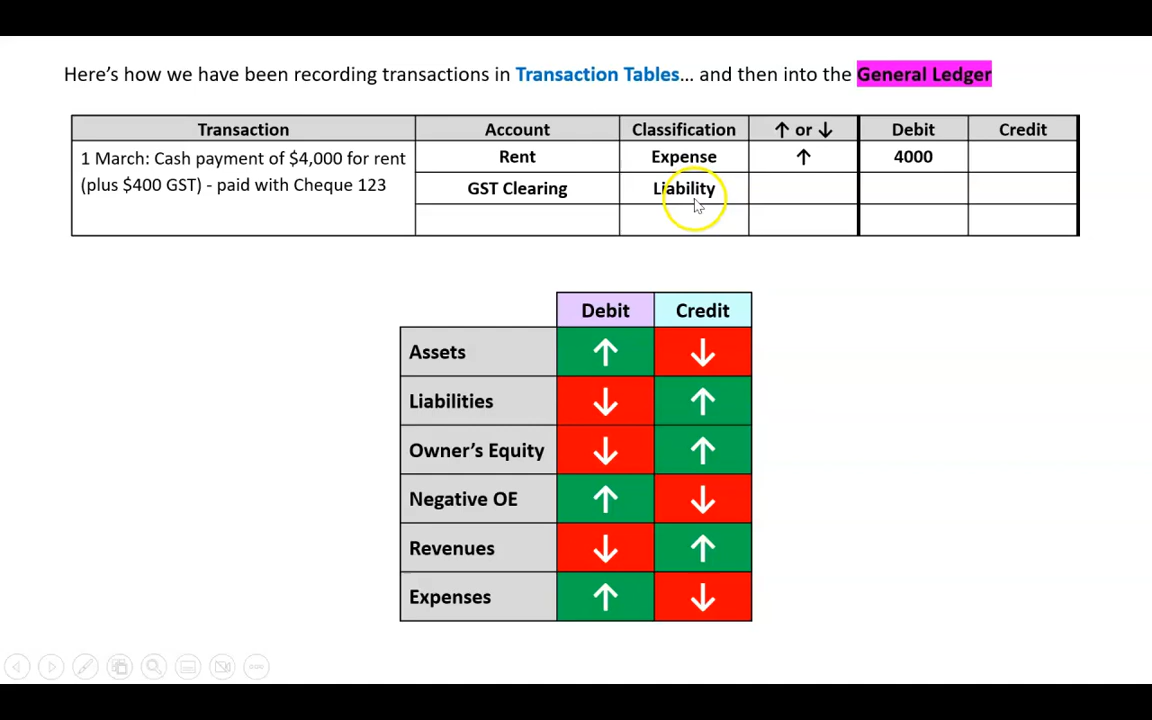 Here’s how we have been recording transactions in Transaction Tables… and then into the General Ledger
Transaction Account Classification ↑ or ↓ Debit Credit
1 March: Cash payment of $4,000 for rent Rent Expense ↑ 4000
(plus $400 GST) - paid with Cheque 123 GST Clearing Liability
Debit Credit
Assets ↑ ↓
Liabilities ↓ ↑
Owner’s Equity ↓ ↑
Negative OE ↑ ↓
Revenues ↓ ↑
Expenses ↑ ↓